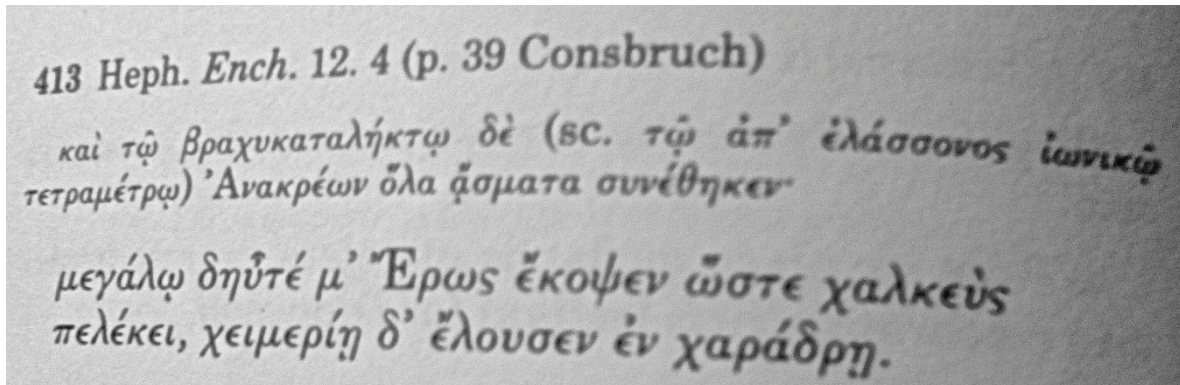 413 Heph. Ench. 12. 4 (p. 39 Consbruch)
καὶ τῷ βραχυκαταλήκτῳ δὲ (sc. τῷ ἀπ’ ἐλάσσονος ἰωνικῷ
τετραμέτρῳ) Ἀνακρέων ὅλα ᾄσματα συνέθηκεν·
μεγάλῳ δηὖτέ μ’ Ἔρως ἔκοψεν ὥστε χαλκεὺς
πελέκει, χειμερίῃ δ’ ἔλουσεν ἐν χαράδρῃ.